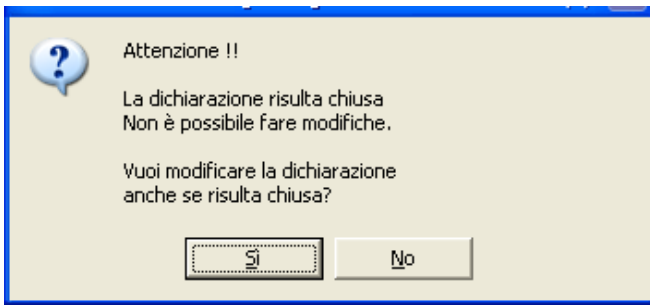 Attenzione !!
La dichiarazione risulta chiusa
Non è possibile fare modifiche.
Vuoi modificare la dichiarazione
anche se risulta chiusa?
Sì
No